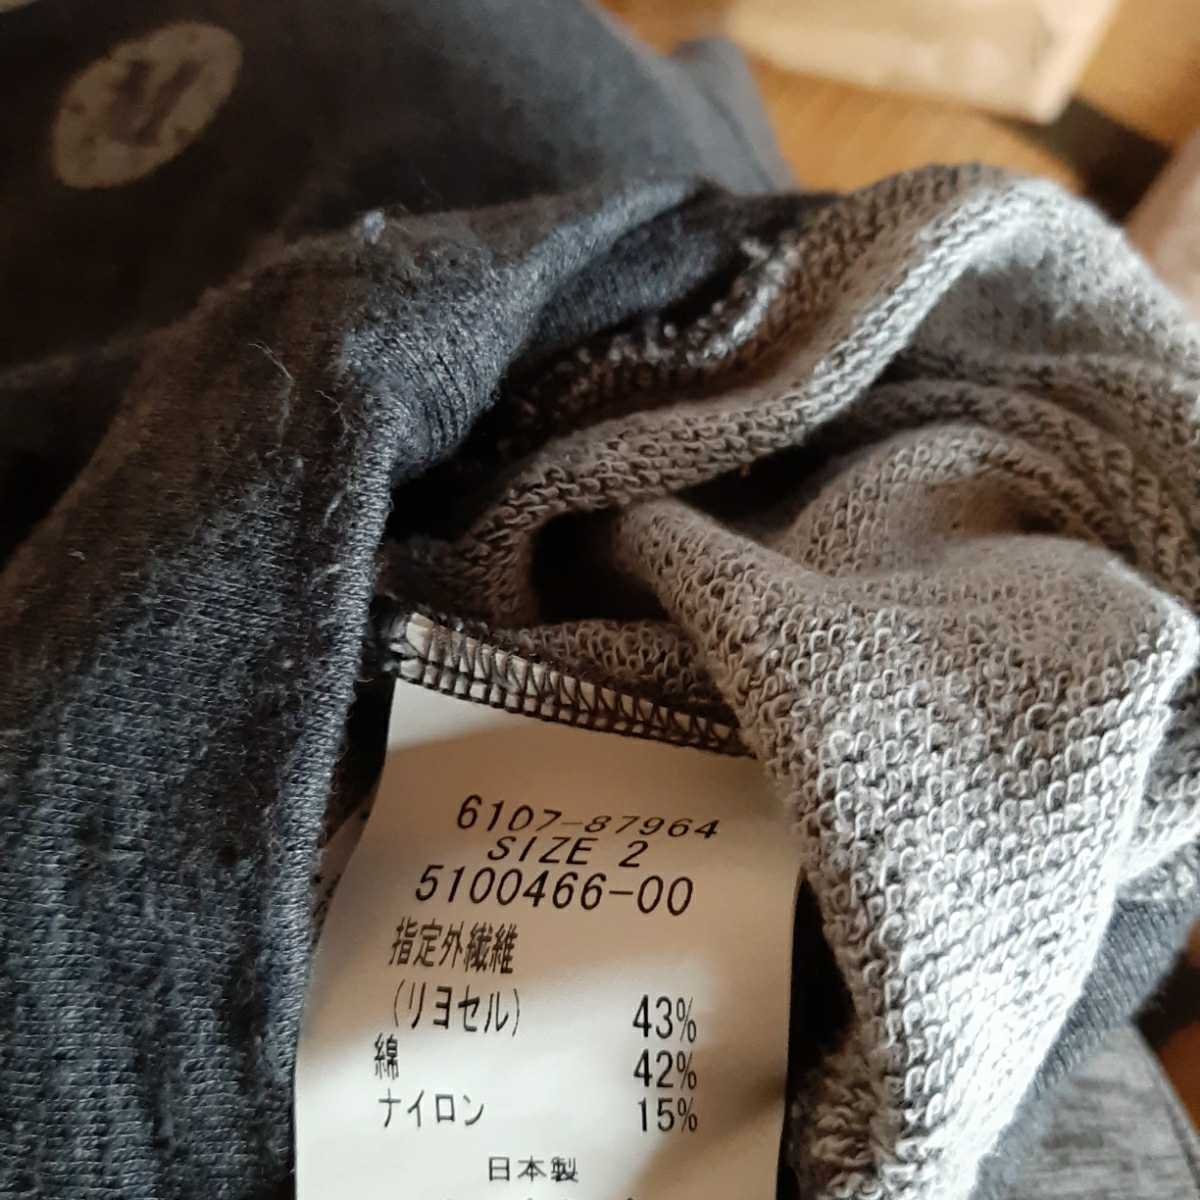 6107-87964
SIZE 2
5100466-00
指定外繊維
(リヨセル) 43%
綿 42%
ナイロン 15%
日本製